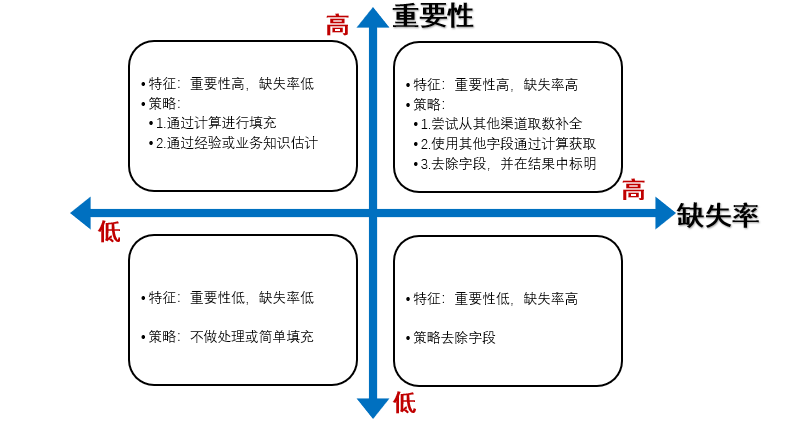 高
重要性
• 特征：重要性高，缺失率低
• 策略：
• 1.通过计算进行填充
• 2.通过经验或业务知识估计
• 特征：重要性高，缺失率高
• 策略：
• 1.尝试从其他渠道取数补全
• 2.使用其他字段通过计算获取
• 3.去除字段，并在结果中标明
高
缺失率
低
• 特征：重要性低，缺失率低
• 策略：不做处理或简单填充
• 特征：重要性低，缺失率高
• 策略去除字段
低